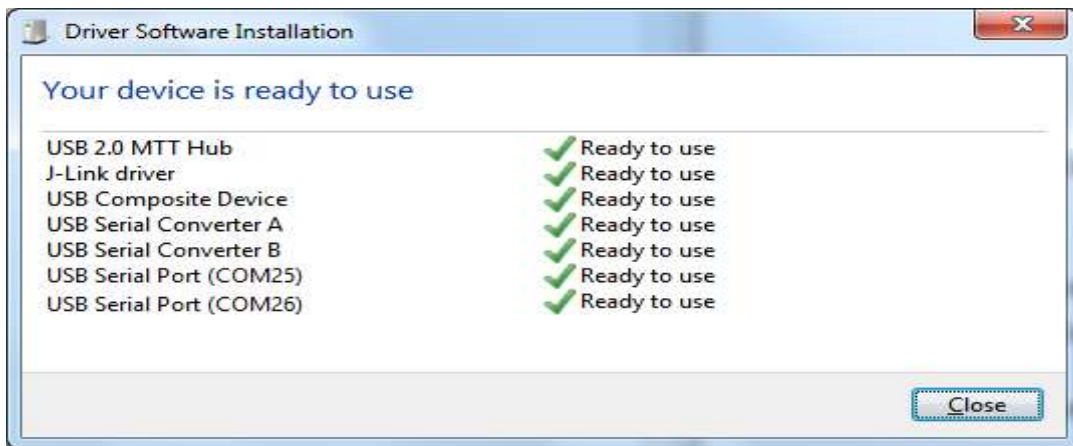 Driver Software Installation
Your device is ready to use
USB 2.0 MTT Hub Ready to use
J-Link driver Ready to use
USB Composite Device Ready to use
USB Serial Converter A Ready to use
USB Serial Converter B Ready to use
USB Serial Port (COM25) Ready to use
USB Serial Port (COM26) Ready to use
Close